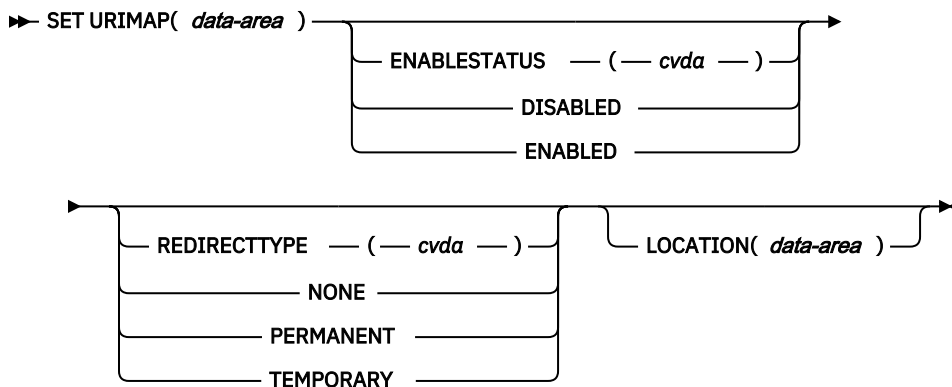 SET URIMAP( data-area )
ENABLESTATUS ( cvda )
DISABLED
ENABLED
REDIRECTTYPE ( cvda )
LOCATION( data-area )
NONE
PERMANENT
TEMPORARY